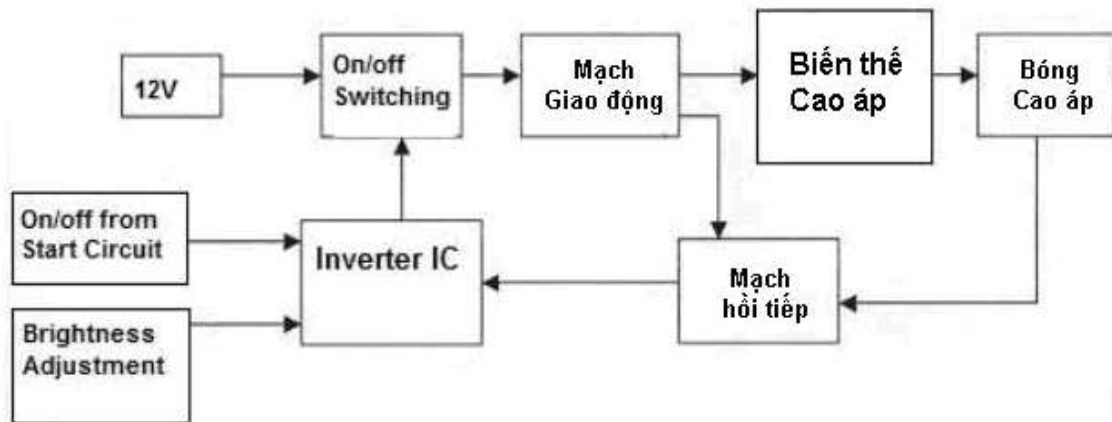 12V
On/off
Switching
Mạch
Giao động
Biến thế
Cao áp
Bóng
Cao áp
On/off from
Start Circuit
Inverter IC
Mạch
hồi tiếp
Brightness
Adjustment